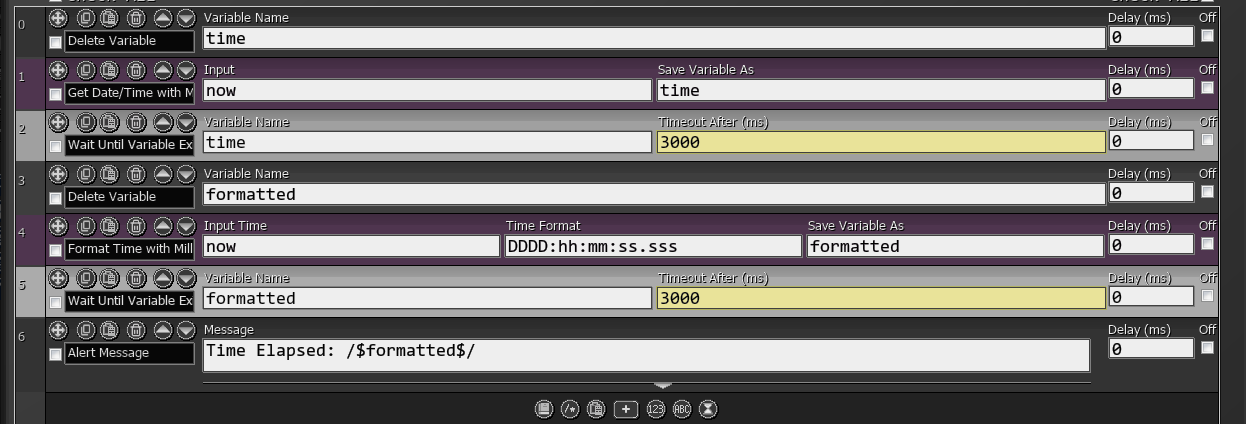 0
Variable Name
Delay (ms)
Off
Delete Variable
time
0
1
Input
Save Variable As
Delay (ms)
Off
Get Date/Time with M
now
time
0
2
Variable Name
Timeout After (ms)
Delay (ms)
Off
Wait Until Variable Ex
time
3000
0
3
Variable Name
Delay (ms)
Off
Delete Variable
formatted
0
4
Input Time
Time Format
Save Variable As
Delay (ms)
Off
Format Time with Mill
now
DDDD:hh:mm:ss.sss
formatted
0
5
Variable Name
Timeout After (ms)
Delay (ms)
Off
Wait Until Variable Ex
formatted
3000
0
6
Message
Delay (ms)
Off
Alert Message
Time Elapsed: /$formatted$/
0
/*
123
ABC